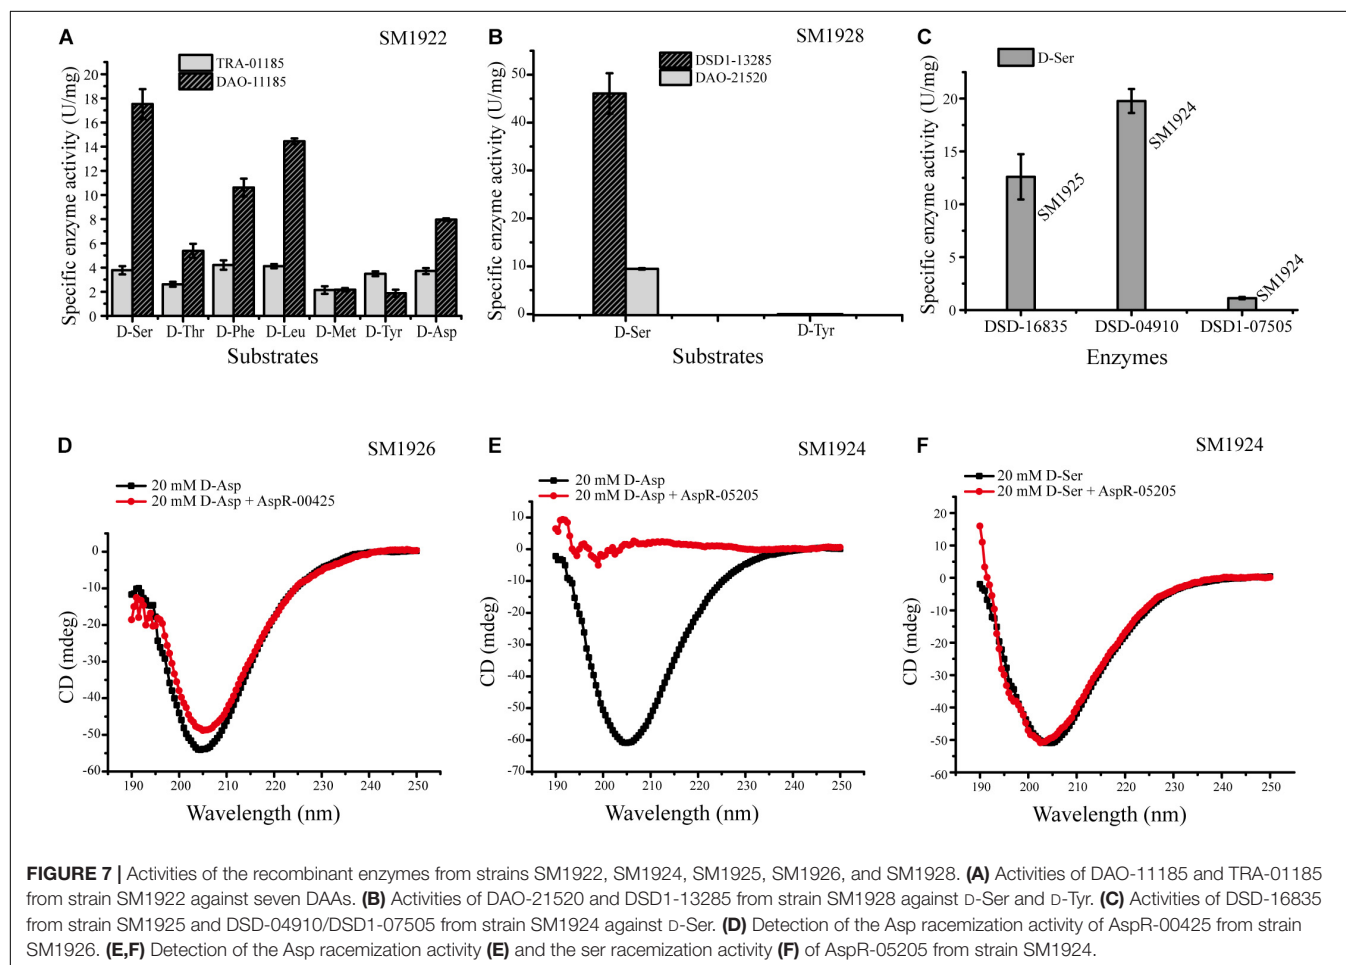 A
SM1922
TRA-01185
DAO-11185
Specific enzyme activity (U/mg)
20
18
16
14
12
10
8
6
4
2
0
D-Ser D-Thr D-Phe D-Leu D-Met D-Tyr D-Asp
Substrates
B
SM1928
DSD1-13285
DAO-21520
Specific enzyme activity (U/mg)
50
40
30
20
10
0
D-Ser D-Tyr
Substrates
C
D-Ser
Specific enzyme activity (U/mg)
20
15
10
5
0
SM1925
SM1924
SM1924
DSD-16835 DSD-04910 DSD1-07505
Enzymes
D
SM1926
20 mM D-Asp
20 mM D-Asp + AspR-00425
CD (mdeg)
0
-10
-20
-30
-40
-50
-60
190 200 210 220 230 240 250
Wavelength (nm)
E
SM1924
20 mM D-Asp
20 mM D-Asp + AspR-05205
CD (mdeg)
10
0
-10
-20
-30
-40
-50
-60
-70
190 200 210 220 230 240 250
Wavelength (nm)
F
SM1924
20 mM D-Ser
20 mM D-Ser + AspR-05205
CD (mdeg)
20
10
0
-10
-20
-30
-40
-50
-60
190 200 210 220 230 240 250
Wavelength (nm)
FIGURE 7 | Activities of the recombinant enzymes from strains SM1922, SM1924, SM1925, SM1926, and SM1928. (A) Activities of DAO-11185 and TRA-01185
from strain SM1922 against seven DAAs. (B) Activities of DAO-21520 and DSD1-13285 from strain SM1928 against D-Ser and D-Tyr. (C) Activities of DSD-16835
from strain SM1925 and DSD-04910/DSD1-07505 from strain SM1924 against D-Ser. (D) Detection of the Asp racemization activity of AspR-00425 from strain
SM1926. (E,F) Detection of the Asp racemization activity (E) and the ser racemization activity (F) of AspR-05205 from strain SM1924.